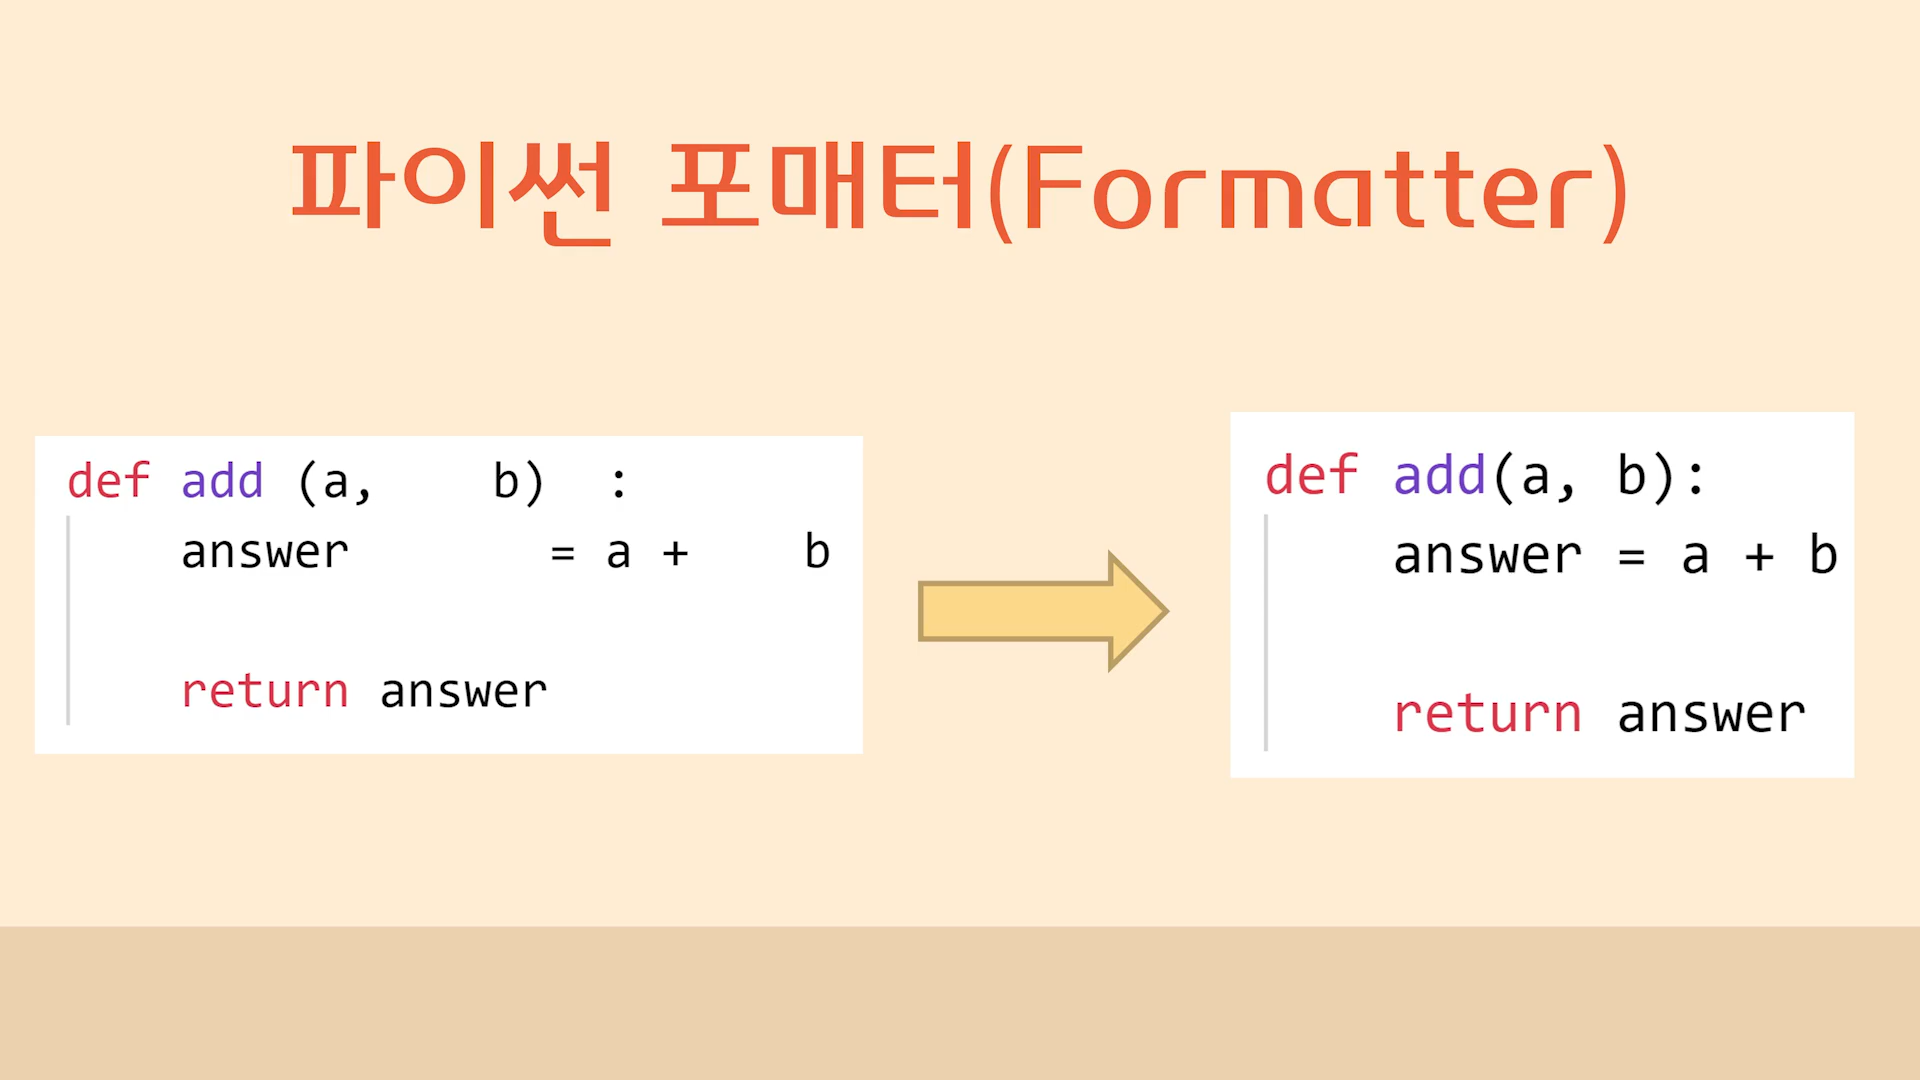 파이썬 포매터(Formatter)
def add (a,    b)  :
    answer       = a +    b
    return answer
def add(a, b):
    answer = a + b
    return answer